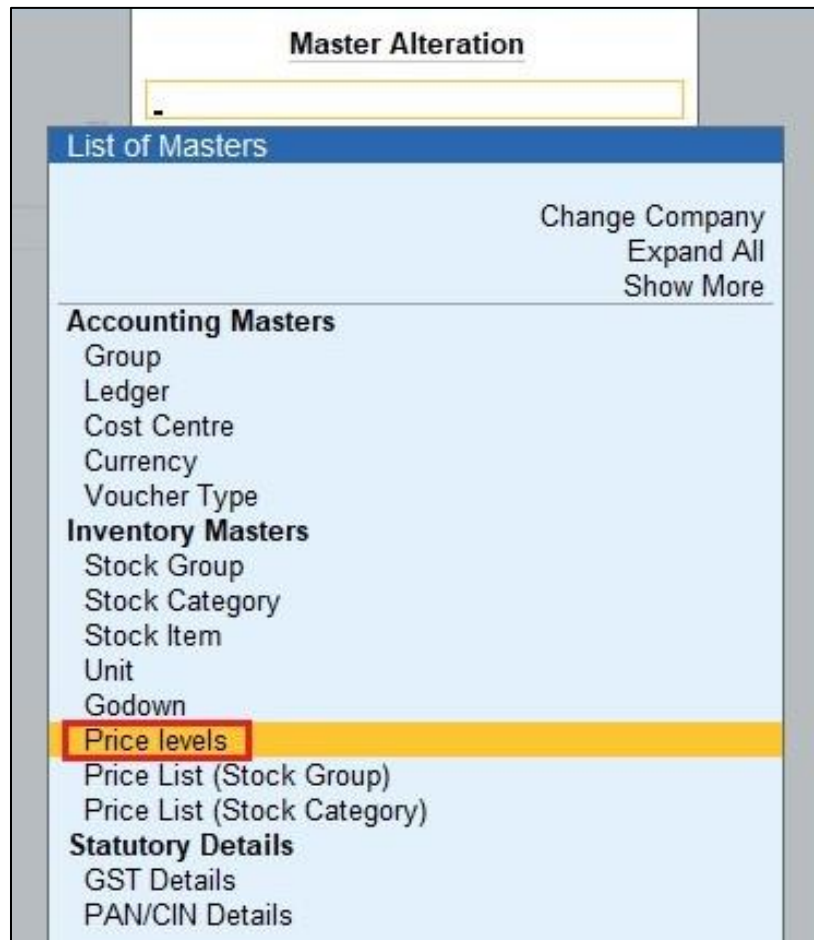 Master Alteration
List of Masters
Change Company
Expand All
Show More
Accounting Masters
Group
Ledger
Cost Centre
Currency
Voucher Type
Inventory Masters
Stock Group
Stock Category
Stock Item
Unit
Godown
Price levels
Price List (Stock Group)
Price List (Stock Category)
Statutory Details
GST Details
PAN/CIN Details